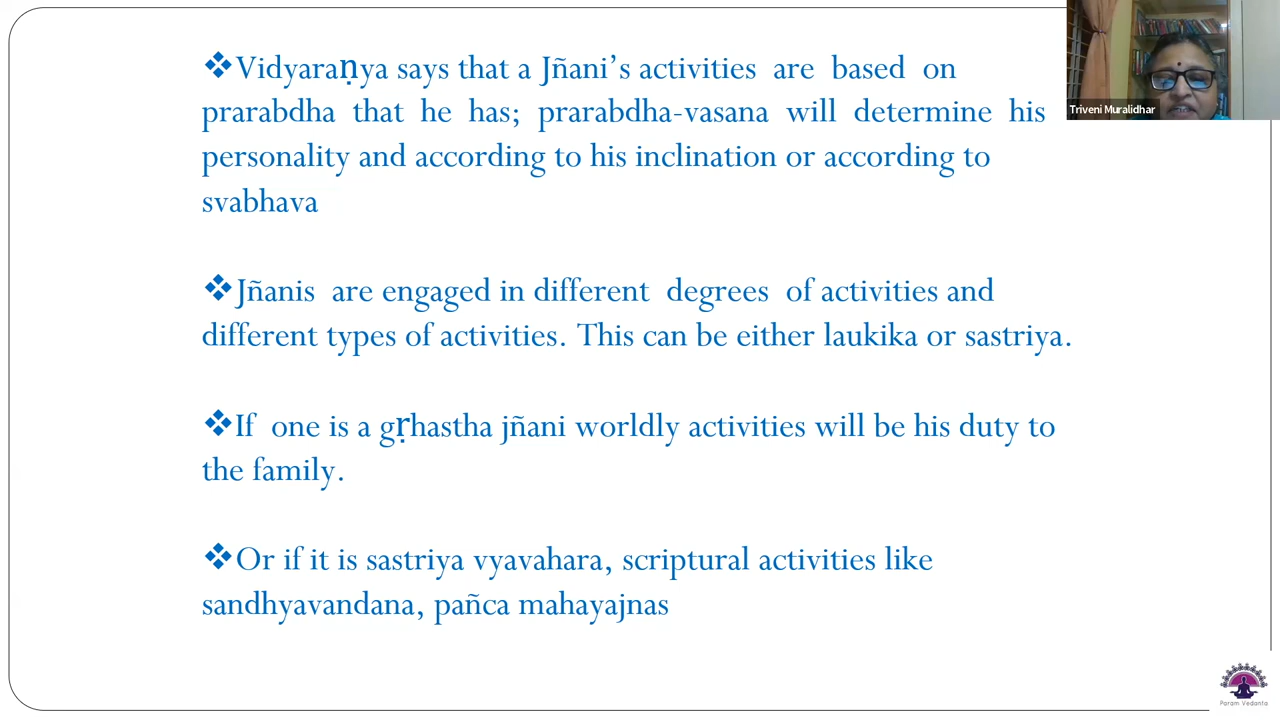 ❖Vidyaraṇya says that a Jñani’s activities are based on
prarabdha that he has; prarabdha-vasana will determine his
personality and according to his inclination or according to
svabhava
❖Jñanis are engaged in different degrees of activities and
different types of activities. This can be either laukika or sastriya.
❖If one is a gṛhastha jñani worldly activities will be his duty to
the family.
❖Or if it is sastriya vyavahara, scriptural activities like
sandhyavandana, pañca mahayajnas
Triveni Muralidhar
Param Vedanta